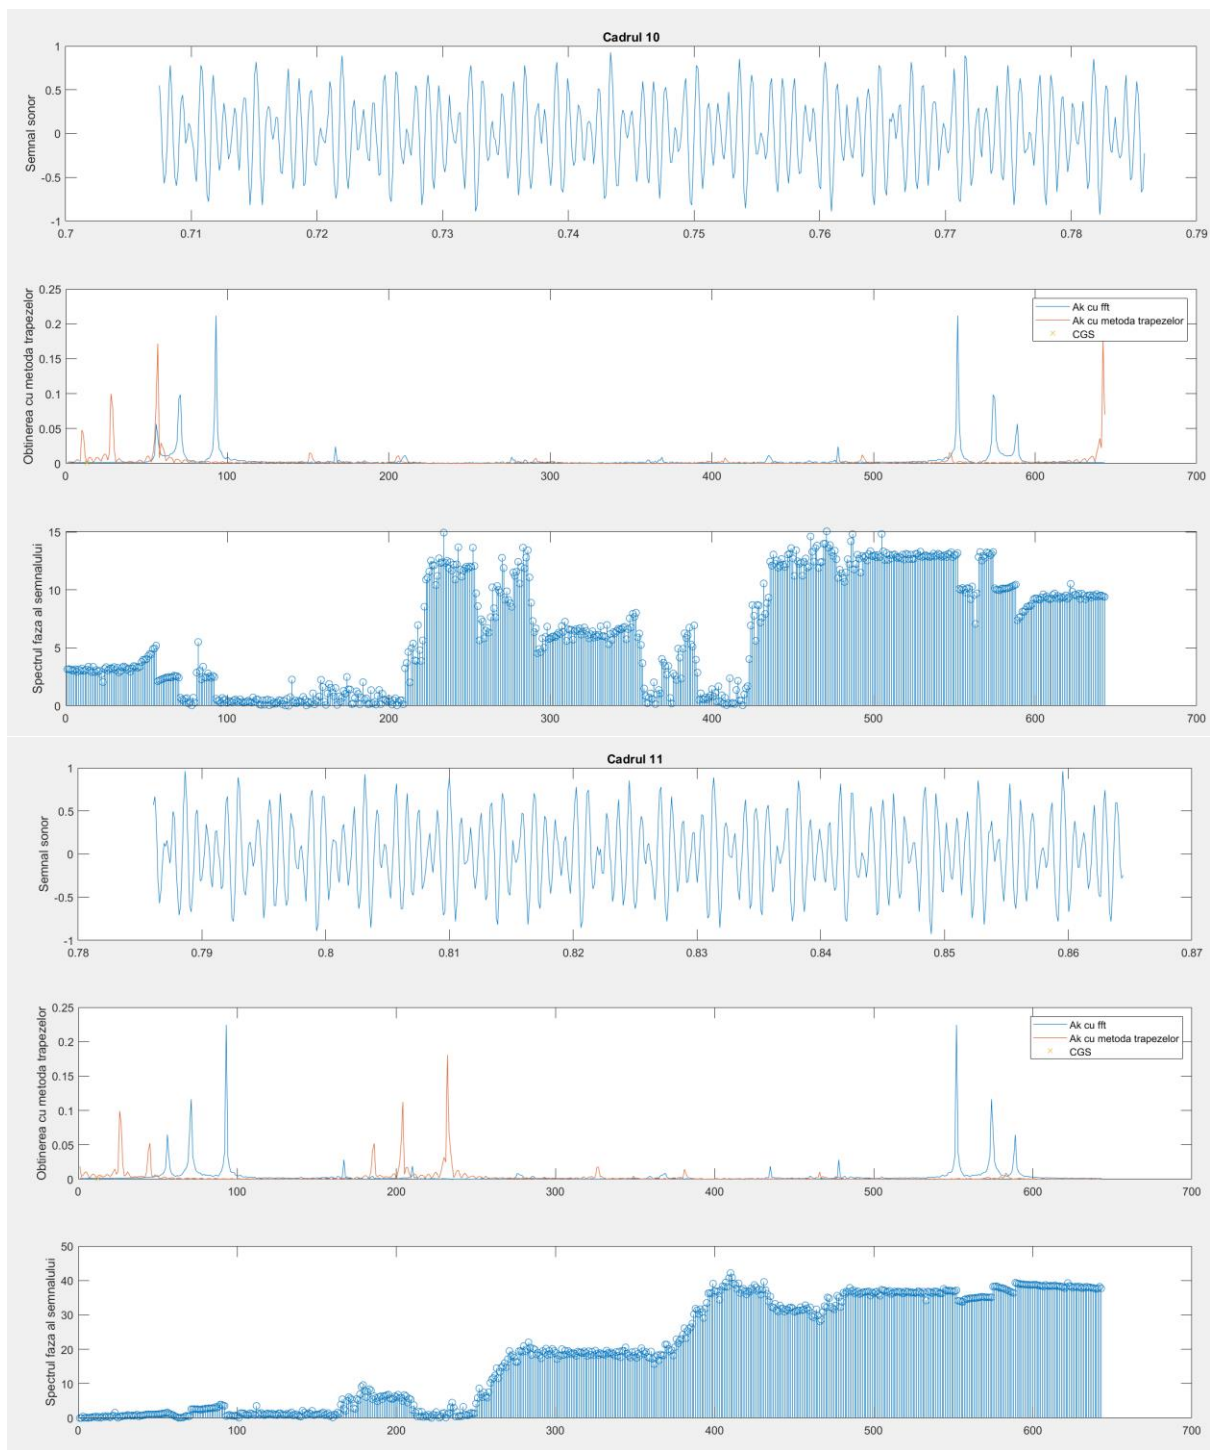 Cadrul 10
Semnal sonor
1
0.5
0
-0.5
-1
0.7 0.71 0.72 0.73 0.74 0.75 0.76 0.77 0.78 0.79
Obtinerea cu metoda trapezelor
0.25
0.2
0.15
0.1
0.05
0
0 100 200 300 400 500 600 700
Ak cu fft
Ak cu metoda trapezelor
CGS
Spectrul faza al semnalului
15
10
5
0
0 100 200 300 400 500 600 700
Cadrul 11
Semnal sonor
1
0.5
0
-0.5
-1
0.78 0.79 0.8 0.81 0.82 0.83 0.84 0.85 0.86 0.87
Obtinerea cu metoda trapezelor
0.25
0.2
0.15
0.1
0.05
0
0 100 200 300 400 500 600 700
Ak cu fft
Ak cu metoda trapezelor
CGS
Spectrul faza al semnalului
50
40
30
20
10
0
0 100 200 300 400 500 600 700